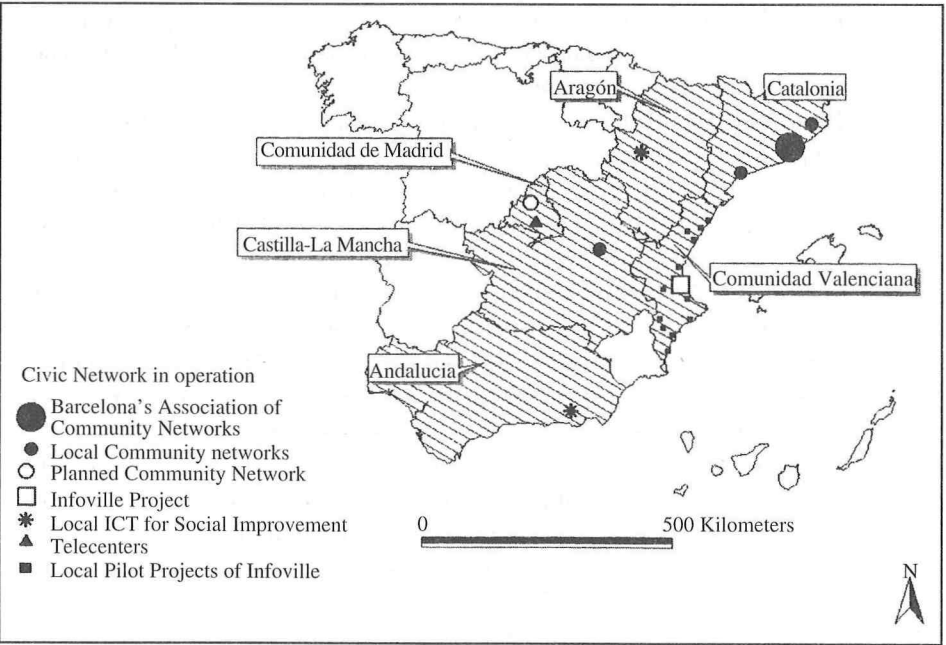 Aragón
Catalonia
Comunidad de Madrid
Castilla-La Mancha
Comunidad Valenciana
Andalucia
Civic Network in operation
Barcelona's Association of
Community Networks
Local Community networks
Planned Community Network
Infoville Project
Local ICT for Social Improvement
Telecenters
Local Pilot Projects of Infoville
0
500 Kilometers
N